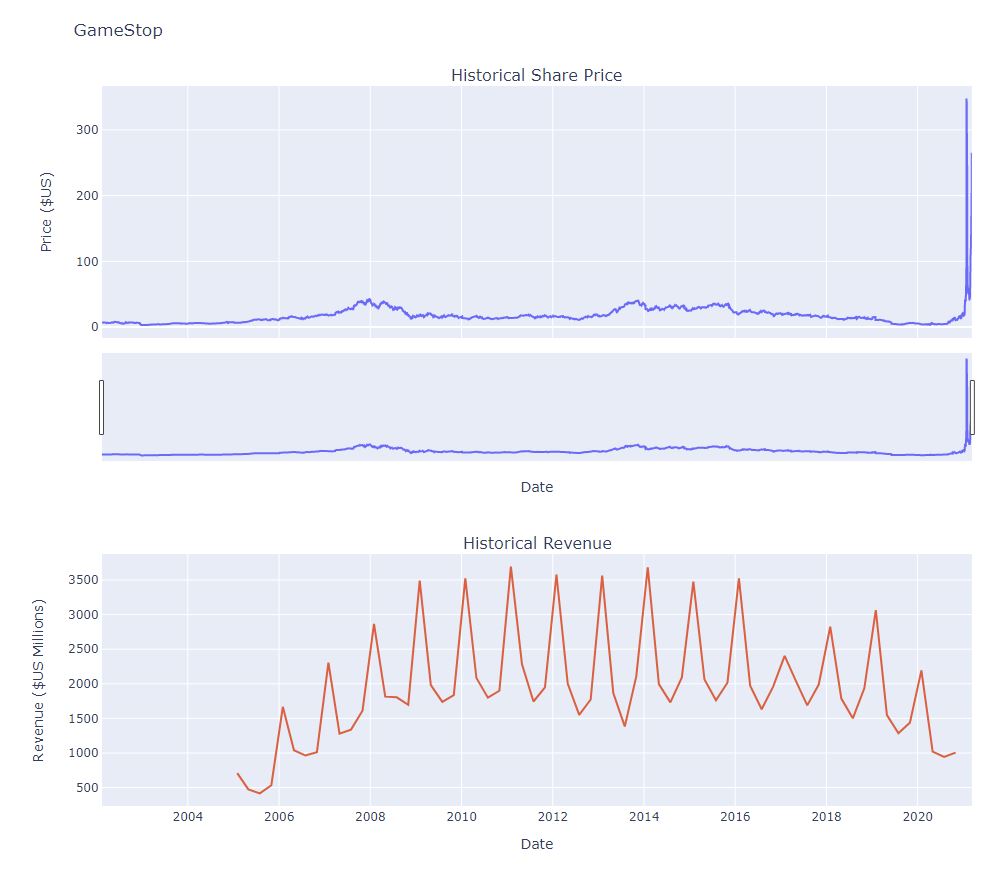 GameStop
Historical Share Price
Price ($US)
300
200
100
0
Date
Historical Revenue
Revenue ($US Millions)
3500
3000
2500
2000
1500
1000
500
2004 2006 2008 2010 2012 2014 2016 2018 2020
Date